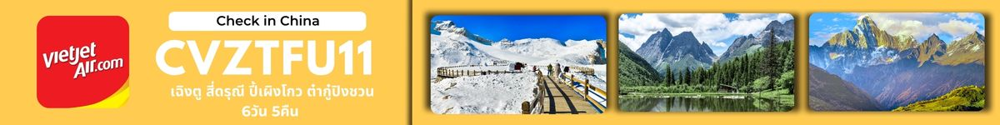 vietjet
Air.com
Check in China
CVZTFU11
เฉิงตู สี่ดรุณี ปี้เผิงโกว ต๋ากู่ปิงชวน
6วัน 5คืน